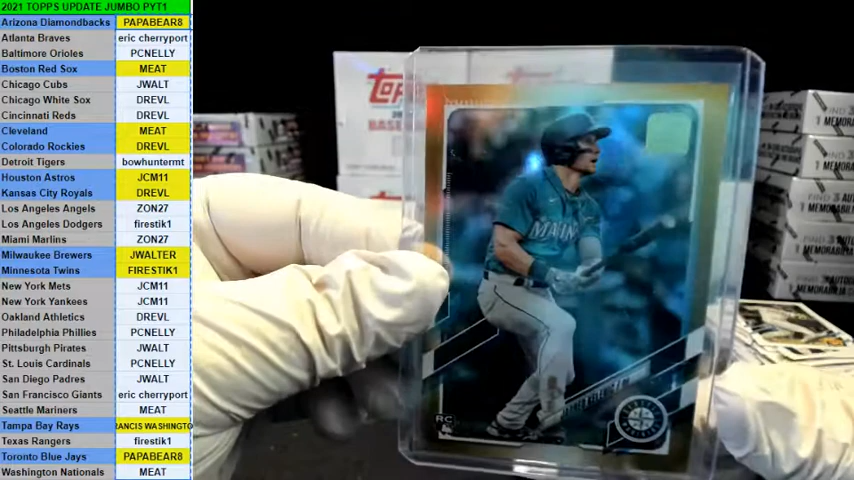 2021 TOPPS UPDATE JUMBO PYT1
Arizona Diamondbacks PAPABEAR8
Atlanta Braves eric cherryport
Baltimore Orioles PCNELLY
Boston Red Sox MEAT
Chicago Cubs JWALT
Chicago White Sox DREVL
Cincinnati Reds DREVL
Cleveland MEAT
Colorado Rockies DREVL
Detroit Tigers bowhuntermt
Houston Astros JCM11
Kansas City Royals DREVL
Los Angeles Angels ZON27
Los Angeles Dodgers firestik1
Miami Marlins ZON27
Milwaukee Brewers JWALTER
Minnesota Twins FIRESTIK1
New York Mets JCM11
New York Yankees JCM11
Oakland Athletics DREVL
Philadelphia Phillies PCNELLY
Pittsburgh Pirates JWALT
St. Louis Cardinals PCNELLY
San Diego Padres JWALT
San Francisco Giants eric cherryport
Seattle Mariners MEAT
Tampa Bay Rays RANCIS WASHINGTO
Texas Rangers firestik1
Toronto Blue Jays PAPABEAR8
Washington Nationals MEAT
RC